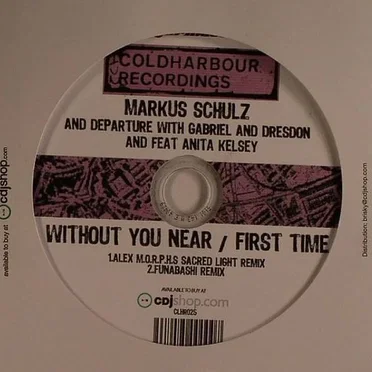 COLDHARBOUR
RECORDINGS
MARKUS SCHULZ
AND DEPARTURE WITH GABRIEL AND DRESDON
AND FEAT ANITA KELSEY
WITHOUT YOU NEAR / FIRST TIME
1.ALEX M.O.R.P.H.S SACRED LIGHT REMIX
2.FUNABASHI REMIX
AVAILABLE TO BUY AT
cdjshop.com
CLHR025
available to buy at cdjshop.com
Distribution: brisky@cdjshop.com